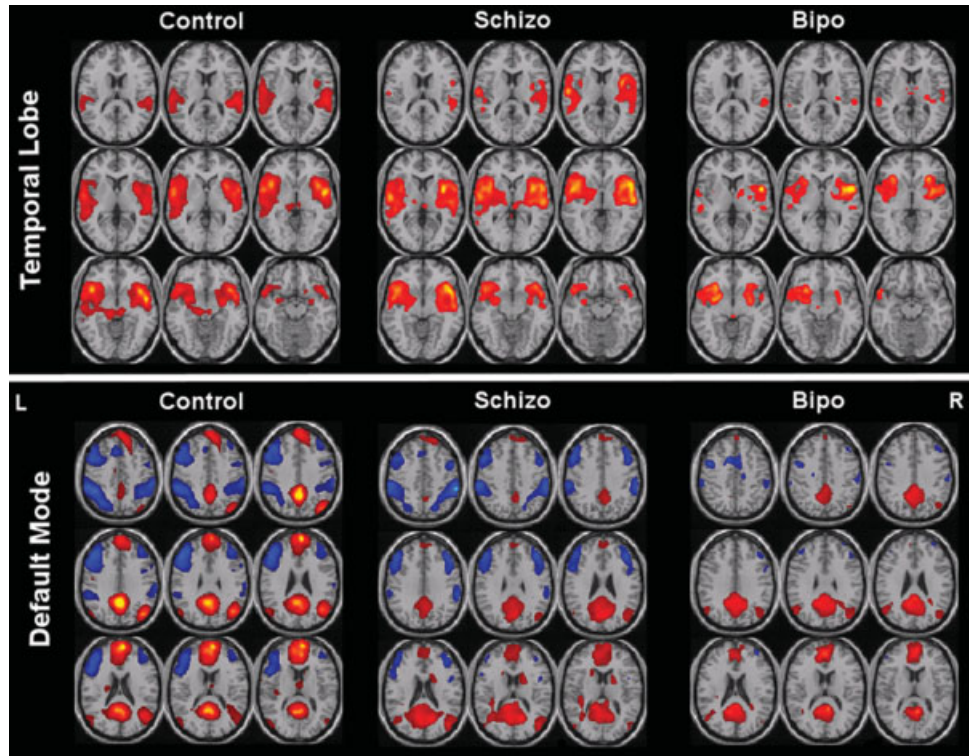 Control Schizo Bipo
Temporal Lobe
L Control Schizo Bipo R
Default Mode